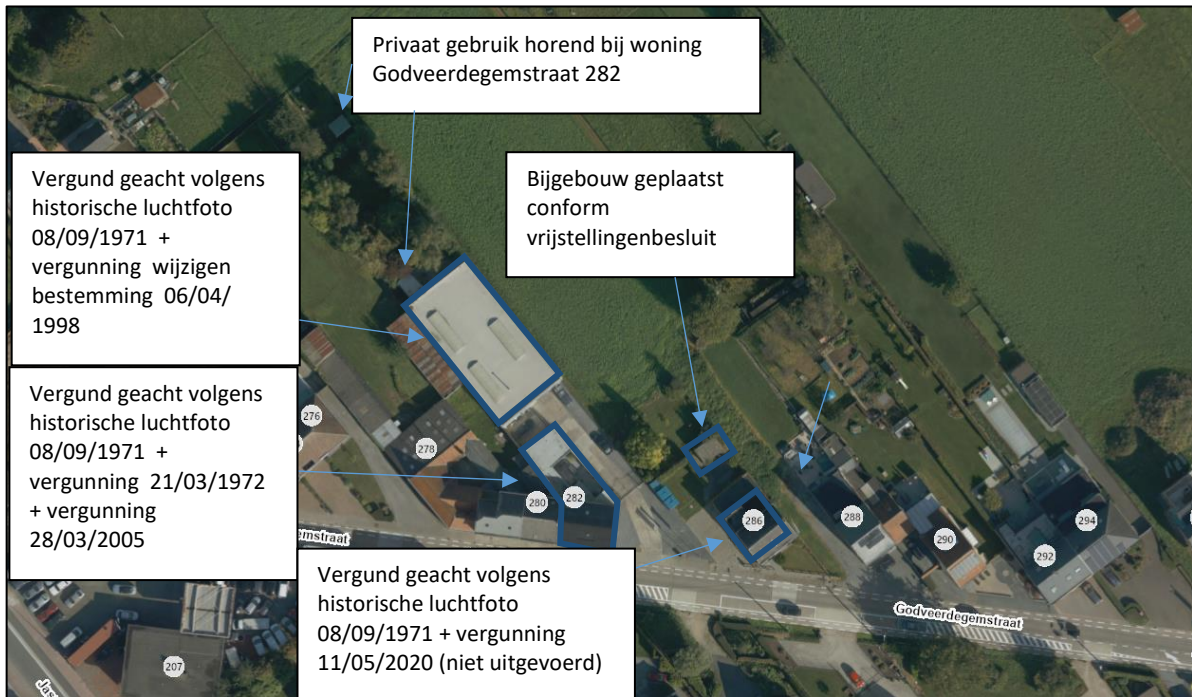 Privaat gebruik horend bij woning
Godveerdegemstraat 282
Vergund geacht volgens
historische luchtfoto
08/09/1971 +
vergunning wijzigen
bestemming 06/04/
1998
Bijgebouw geplaatst
conform
vrijstellingenbesluit
Vergund geacht volgens
historische luchtfoto
08/09/1971 +
vergunning 21/03/1972
+ vergunning
28/03/2005
Vergund geacht volgens
historische luchtfoto
08/09/1971 + vergunning
11/05/2020 (niet uitgevoerd)
276
278
280
282
286
288
290
292
294
207
gemstraat
Godveerdegemstraat